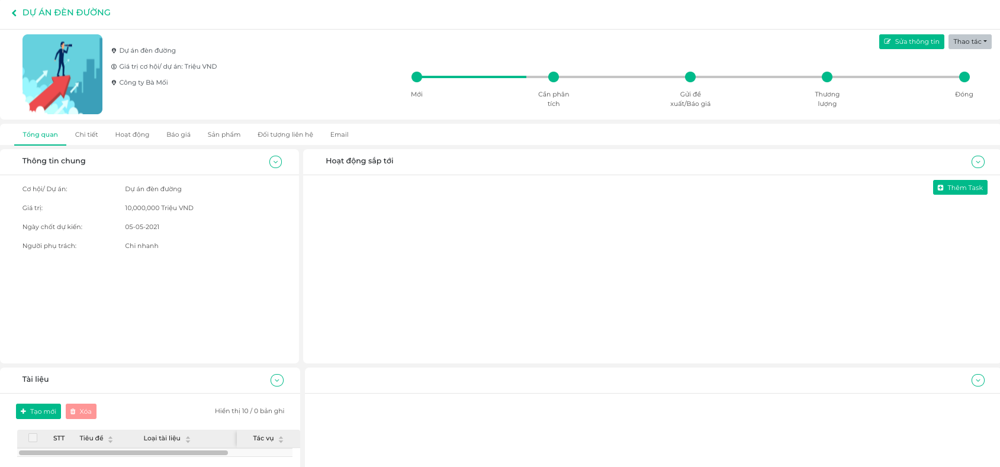 DỰ ÁN ĐÈN ĐƯỜNG
Dự án đèn đường
Giá trị cơ hội/ dự án: Triệu VND
Công ty Bà Mối
Sửa thông tin
Thao tác
Mới
Cần phân
tích
Gửi đề
xuất/Báo giá
Thương
lượng
Đóng
Tổng quan
Chi tiết
Hoạt động
Báo giá
Sản phẩm
Đối tượng liên hệ
Email
Thông tin chung
Cơ hội/ Dự án: Dự án đèn đường
Giá trị: 10,000,000 Triệu VND
Ngày chốt dự kiến: 05-05-2021
Người phụ trách: Chi nhanh
Hoạt động sắp tới
Thêm Task
Tài liệu
Tạo mới
Xóa
Hiển thị 10 / 0 bản ghi
STT Tiêu đề Loại tài liệu Tác vụ